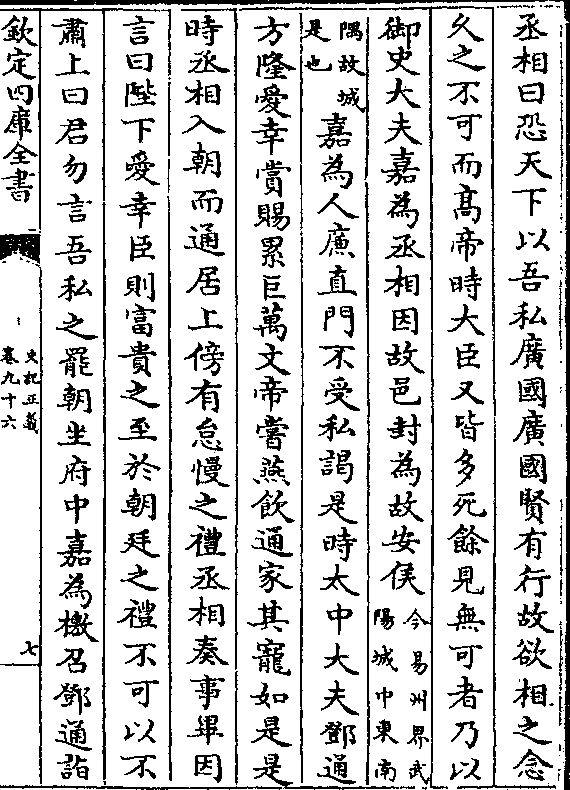 丞相曰恐天下以吾私廣國廣國賢有行故欲相之念
久之不可而髙帝時大臣又皆多死餘見無可者乃以
御史大夫嘉為丞相因故邑封為故安侯今易州界武陽城中東南
隅故城是也嘉為人亷直門不受私謁是時太中大夫鄧通
方隆愛幸賞賜累巨萬文帝嘗燕飲通家其寵如是是
時丞相入朝而通居上傍有怠慢之禮丞相奏事畢因
言曰陛下愛幸臣則富貴之至於朝廷之禮不可以不
肅上曰君勿言吾私之罷朝坐府中嘉為檄召鄧通詣
欽定四庫全書
史記正義
卷九十六
七